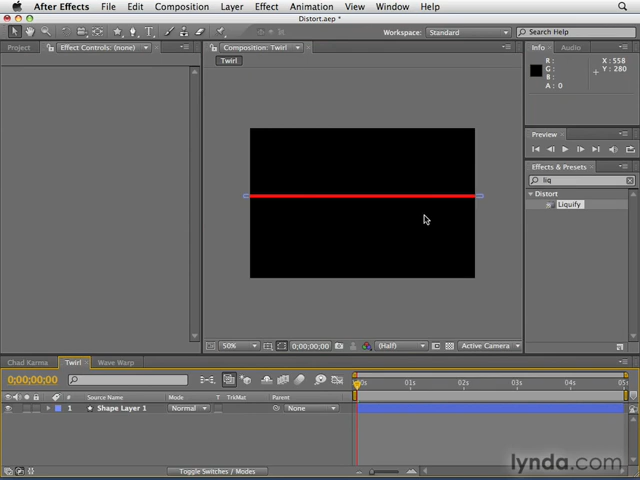 After Effects File Edit Composition Layer Effect Animation View Window Help
Distort.aep *
Workspace: Standard Search Help
Project Effect Controls: (none) Composition: Twirl Info Audio
Twirl
R: X: 558
G: Y: 280
B:
A: 0
Preview
Effects & Presets
liq
Distort
Liquify
50% 0;00;00;00 (Half) Active Camera
Chad Karma Twirl Wave Warp
0;00;00;00 00s 01s 02s 03s 04s 05s
# Source Name Mode T TrkMat Parent
1 Shape Layer 1 Normal None
Toggle Switches / Modes
lynda.com